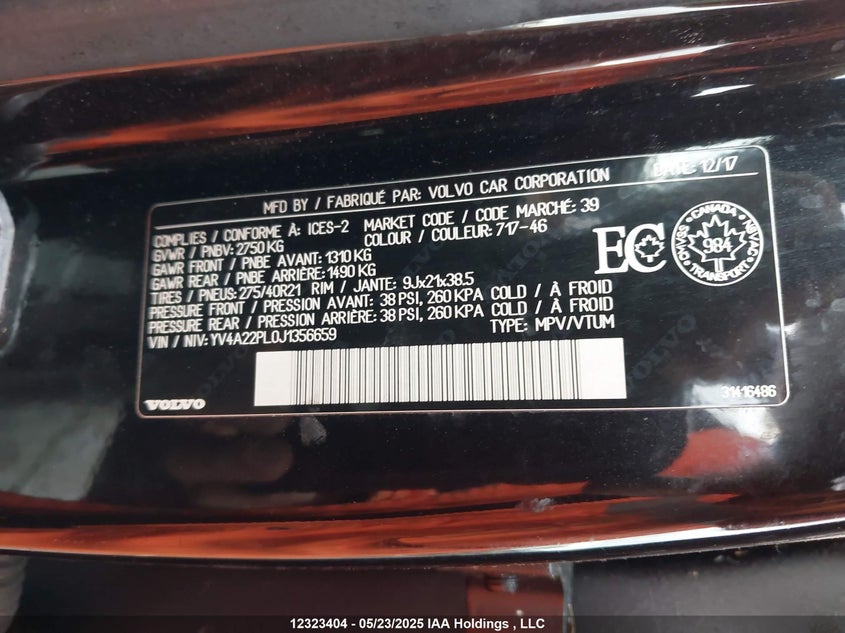 MFD BY / FABRIQUÉ PAR: VOLVO CAR CORPORATION DATE: 12/17
COMPLIES / CONFORME À: ICES-2 MARKET CODE / CODE MARCHÉ: 39
GVWR / PNBV: 2750 KG COLOUR / COULEUR: 717-46
GAWR FRONT / PNBE AVANT: 1310 KG
GAWR REAR / PNBE ARRIÈRE: 1490 KG
TIRES / PNEUS: 275/40R21 RIM / JANTE: 9Jx21x38.5
PRESSURE FRONT / PRESSION AVANT: 38 PSI, 260 KPA COLD / À FROID
PRESSURE REAR / PRESSION ARRIÈRE: 38 PSI, 260 KPA COLD / À FROID
VIN / NIV: YV4A22PL0J1356659 TYPE: MPV/VTUM
EC
CANADA
CMVSS
984
NSVAC
TRANSPORT
VOLVO
31416486
12323404 - 05/23/2025 IAA Holdings , LLC